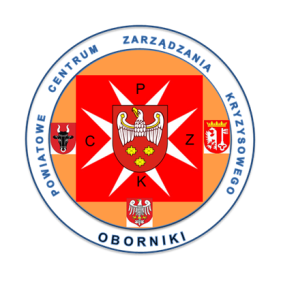 POWIATOWE CENTRUM ZARZĄDZANIA KRYZYSOWEGO
P
C Z
K
OBORNIKI